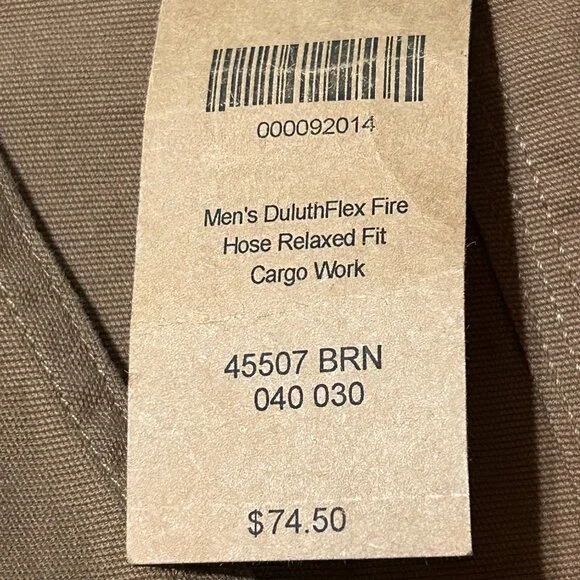 000092014
Men's DuluthFlex Fire
Hose Relaxed Fit
Cargo Work
45507 BRN
040 030
$74.50